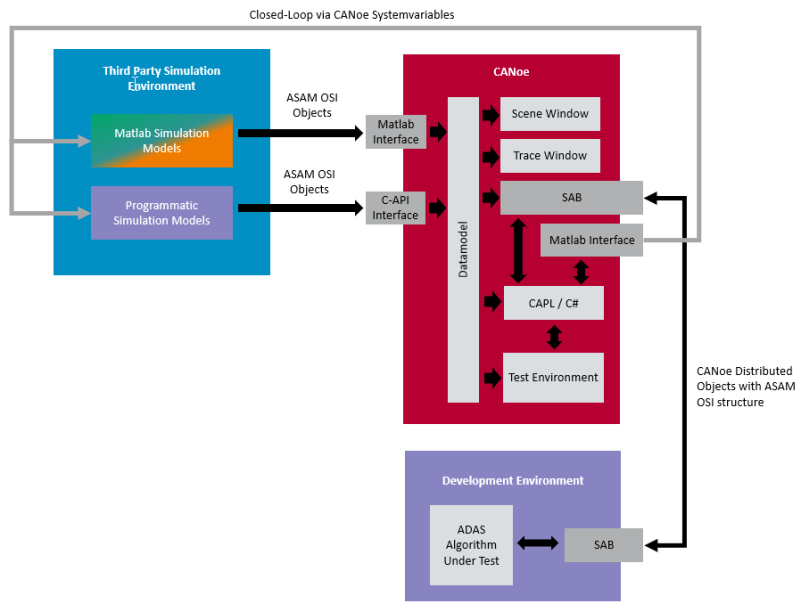 Closed-Loop via CANoe Systemvariables
Third Party Simulation
Environment
Matlab Simulation
Models
Programmatic
Simulation Models
ASAM OSI
Objects
ASAM OSI
Objects
Matlab
Interface
C-API
Interface
CANoe
Datamodel
Scene Window
Trace Window
SAB
Matlab Interface
CAPL / C#
Test Environment
CANoe Distributed
Objects with ASAM
OSI structure
Development Environment
ADAS
Algorithm
Under Test
SAB